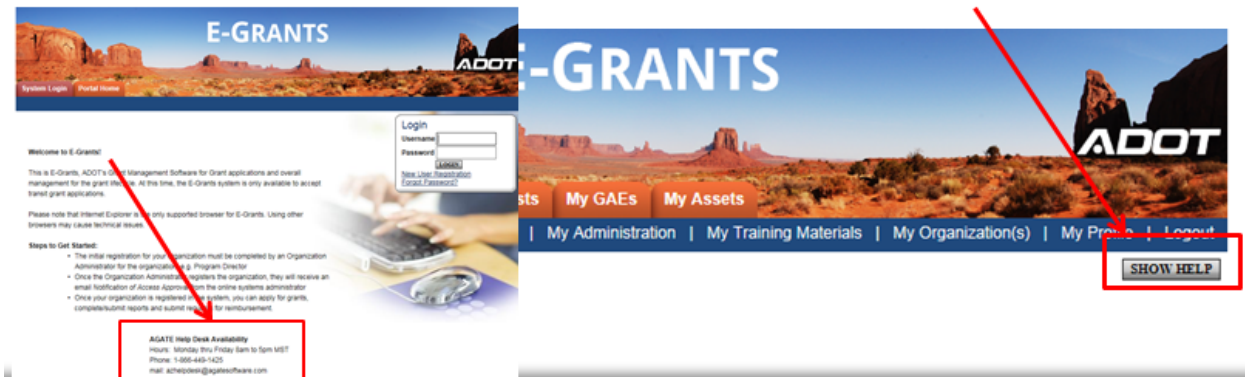 E-GRANTS
ADOT
System Login Portal Home
Login
Username
Password
LOGIN
New User Registration
Forgot Password?
Welcome to E-Grants!
This is E-Grants, ADOT's Grant Management Software for Grant applications and overall
management for the grant lifecycle. At this time, the E-Grants system is only available to accept
transit grant applications.
Please note that Internet Explorer is the only supported browser for E-Grants. Using other
browsers may cause technical issues.
Steps to Get Started:
• The initial registration for your organization must be completed by an Organization
Administrator for the organization e.g. Program Director
• Once the Organization Administrator registers the organization, they will receive an
email Notification of Access Approval from the online systems administrator
• Once your organization is registered in the system, you can apply for grants,
complete/submit reports and submit requests for reimbursement.
AGATE Help Desk Availability
Hours: Monday thru Friday 8am to 5pm MST
Phone: 1-866-449-1425
mail: azhelpdesk@agatesoftware.com
-GRANTS
ADOT
sts My GAEs My Assets
| My Administration | My Training Materials | My Organization(s) | My Profile | Logout
SHOW HELP